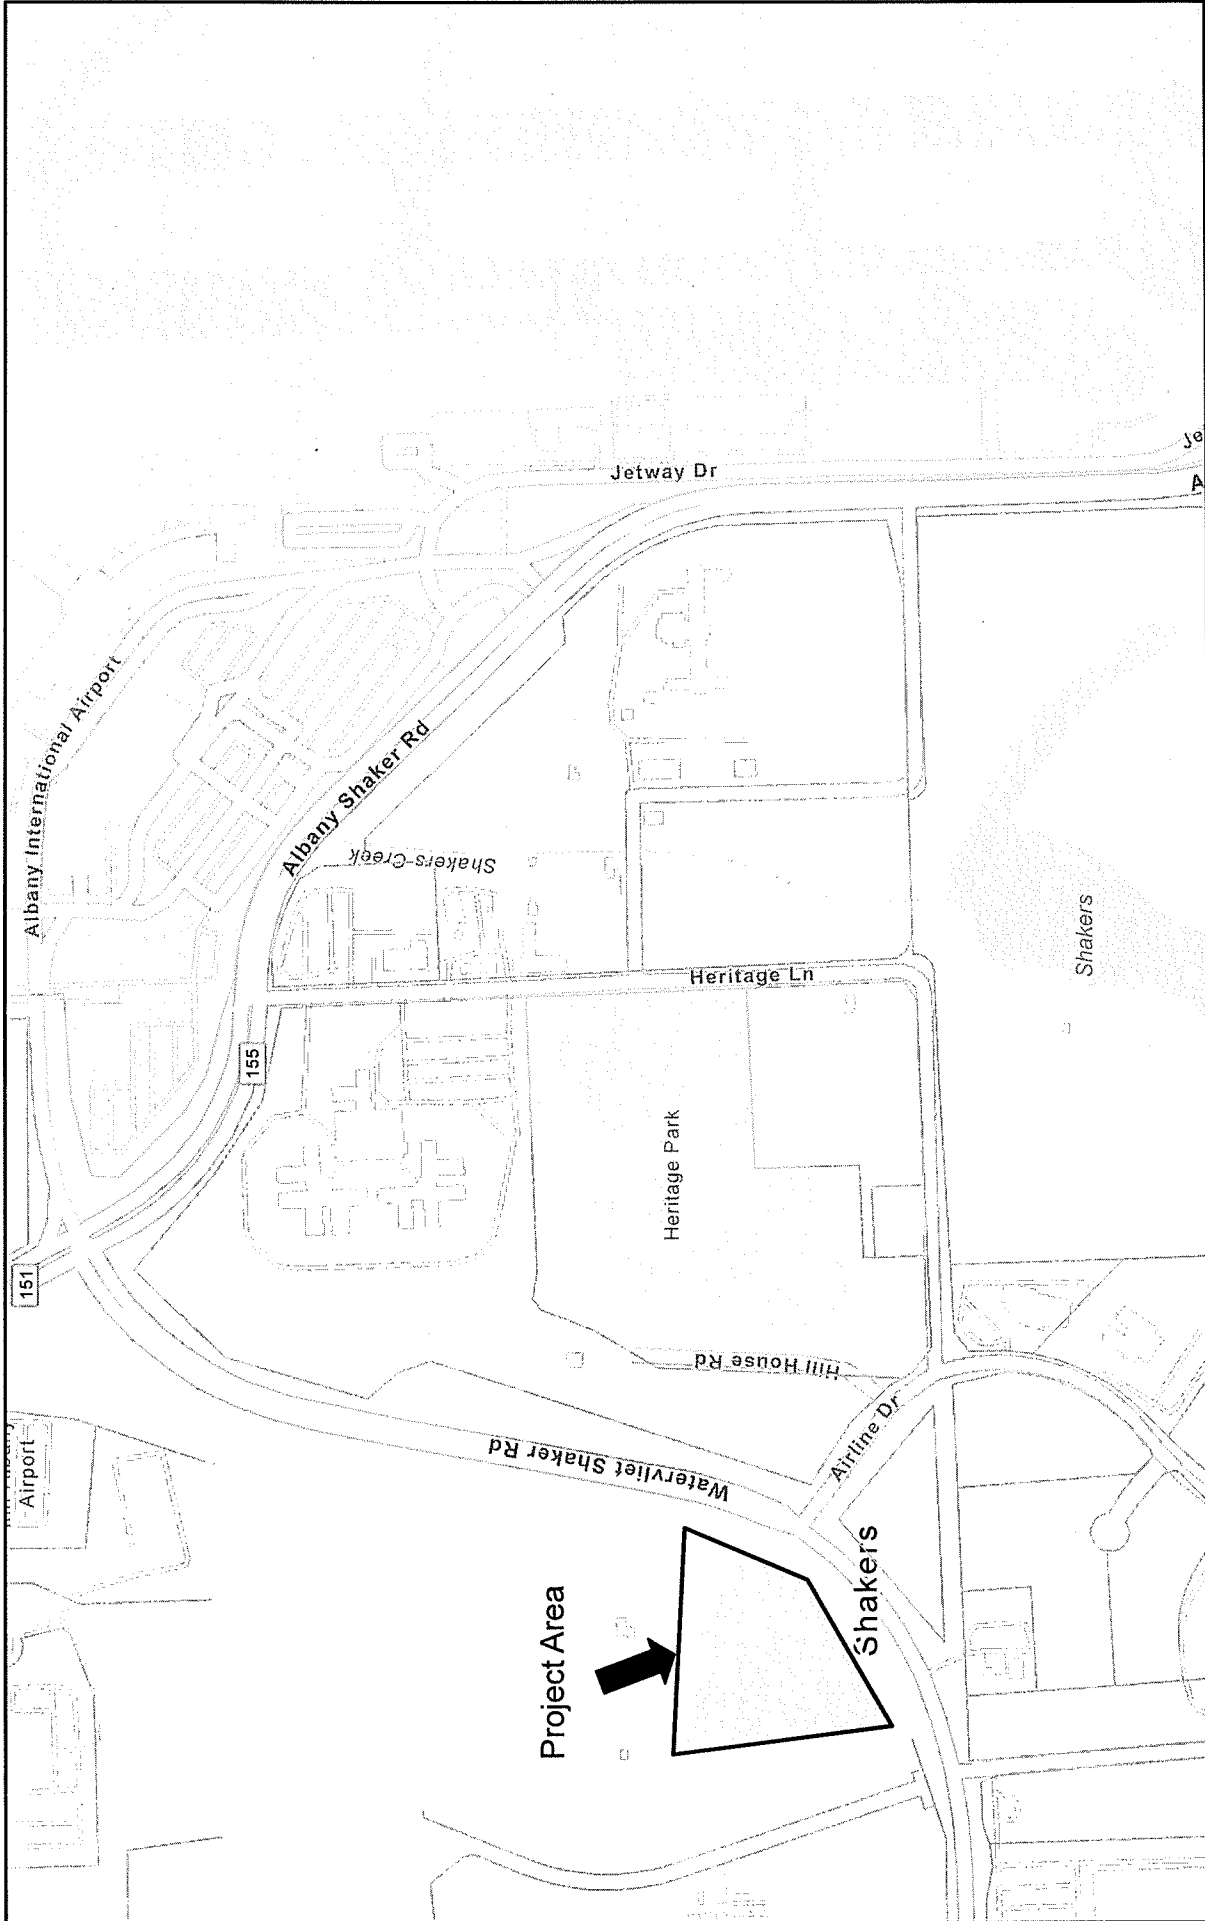 Albany International Airport
Jetway Dr
Albany Shaker Rd
Shakers Creek
155
151
Heritage Ln
Heritage Park
Shakers
Hill House Rd
Airline Dr
Watervliet Shaker Rd
Airport
Project Area
Shakers
Je
A